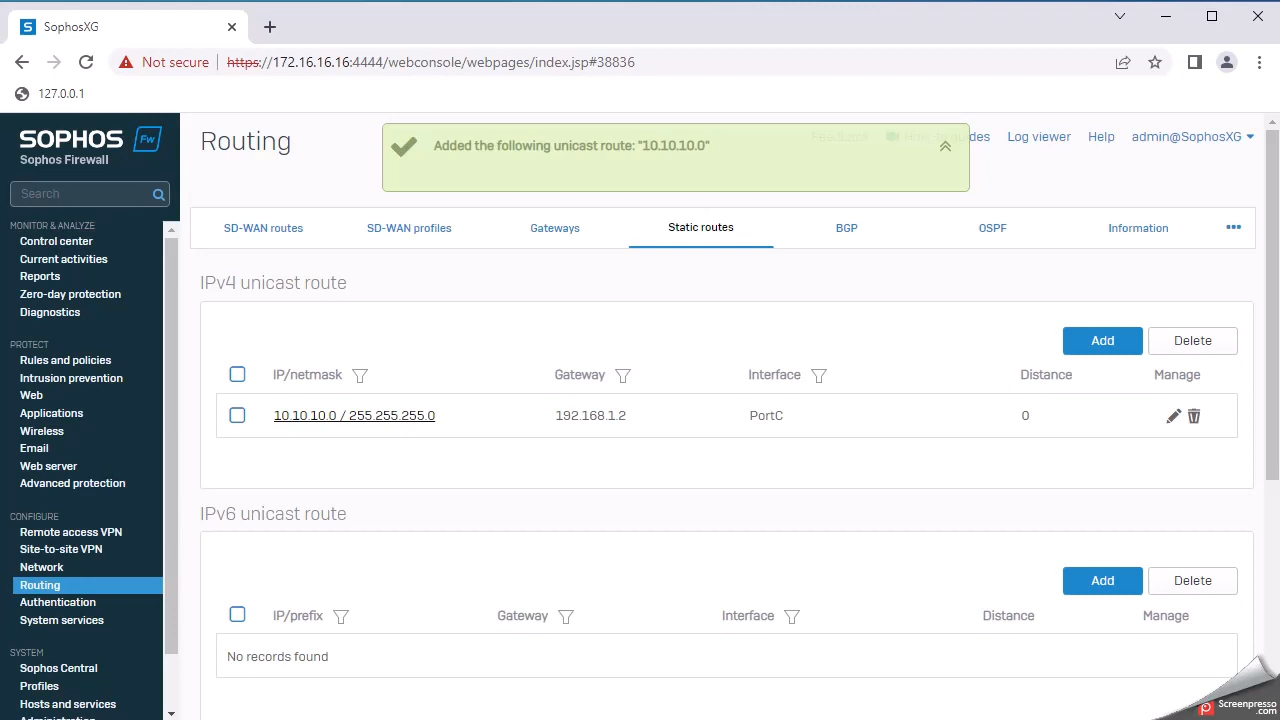 SophosXG
Not secure https://172.16.16.16:4444/webconsole/webpages/index.jsp#38836
127.0.0.1
SOPHOS Fw
Sophos Firewall
Search
MONITOR & ANALYZE
Control center
Current activities
Reports
Zero-day protection
Diagnostics
PROTECT
Rules and policies
Intrusion prevention
Web
Applications
Wireless
Email
Web server
Advanced protection
CONFIGURE
Remote access VPN
Site-to-site VPN
Network
Routing
Authentication
System services
SYSTEM
Sophos Central
Profiles
Hosts and services
Administration
Routing
Added the following unicast route: "10.10.10.0"
Log viewer Help admin@SophosXG
SD-WAN routes SD-WAN profiles Gateways Static routes BGP OSPF Information •••
IPv4 unicast route
Add Delete
IP/netmask Gateway Interface Distance Manage
10.10.10.0 / 255.255.255.0 192.168.1.2 PortC 0
IPv6 unicast route
Add Delete
IP/prefix Gateway Interface Distance Manage
No records found
Screenpresso
.com